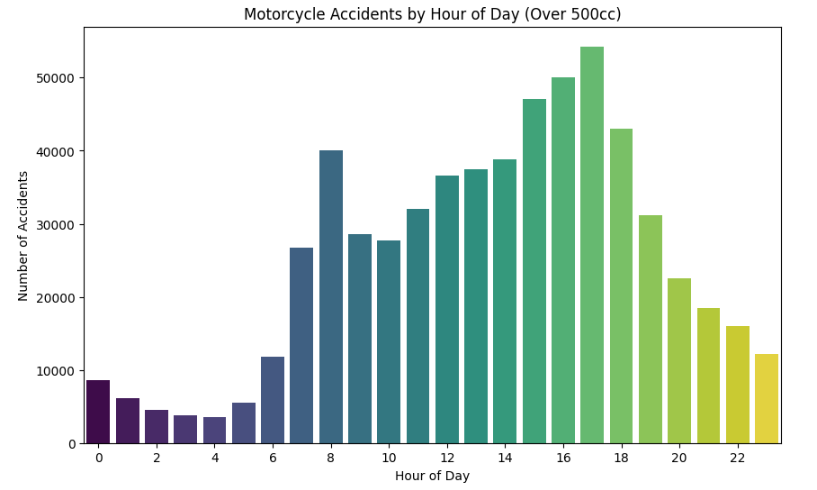 Motorcycle Accidents by Hour of Day (Over 500cc)
Number of Accidents
50000
40000
30000
20000
10000
0
0 2 4 6 8 10 12 14 16 18 20 22
Hour of Day